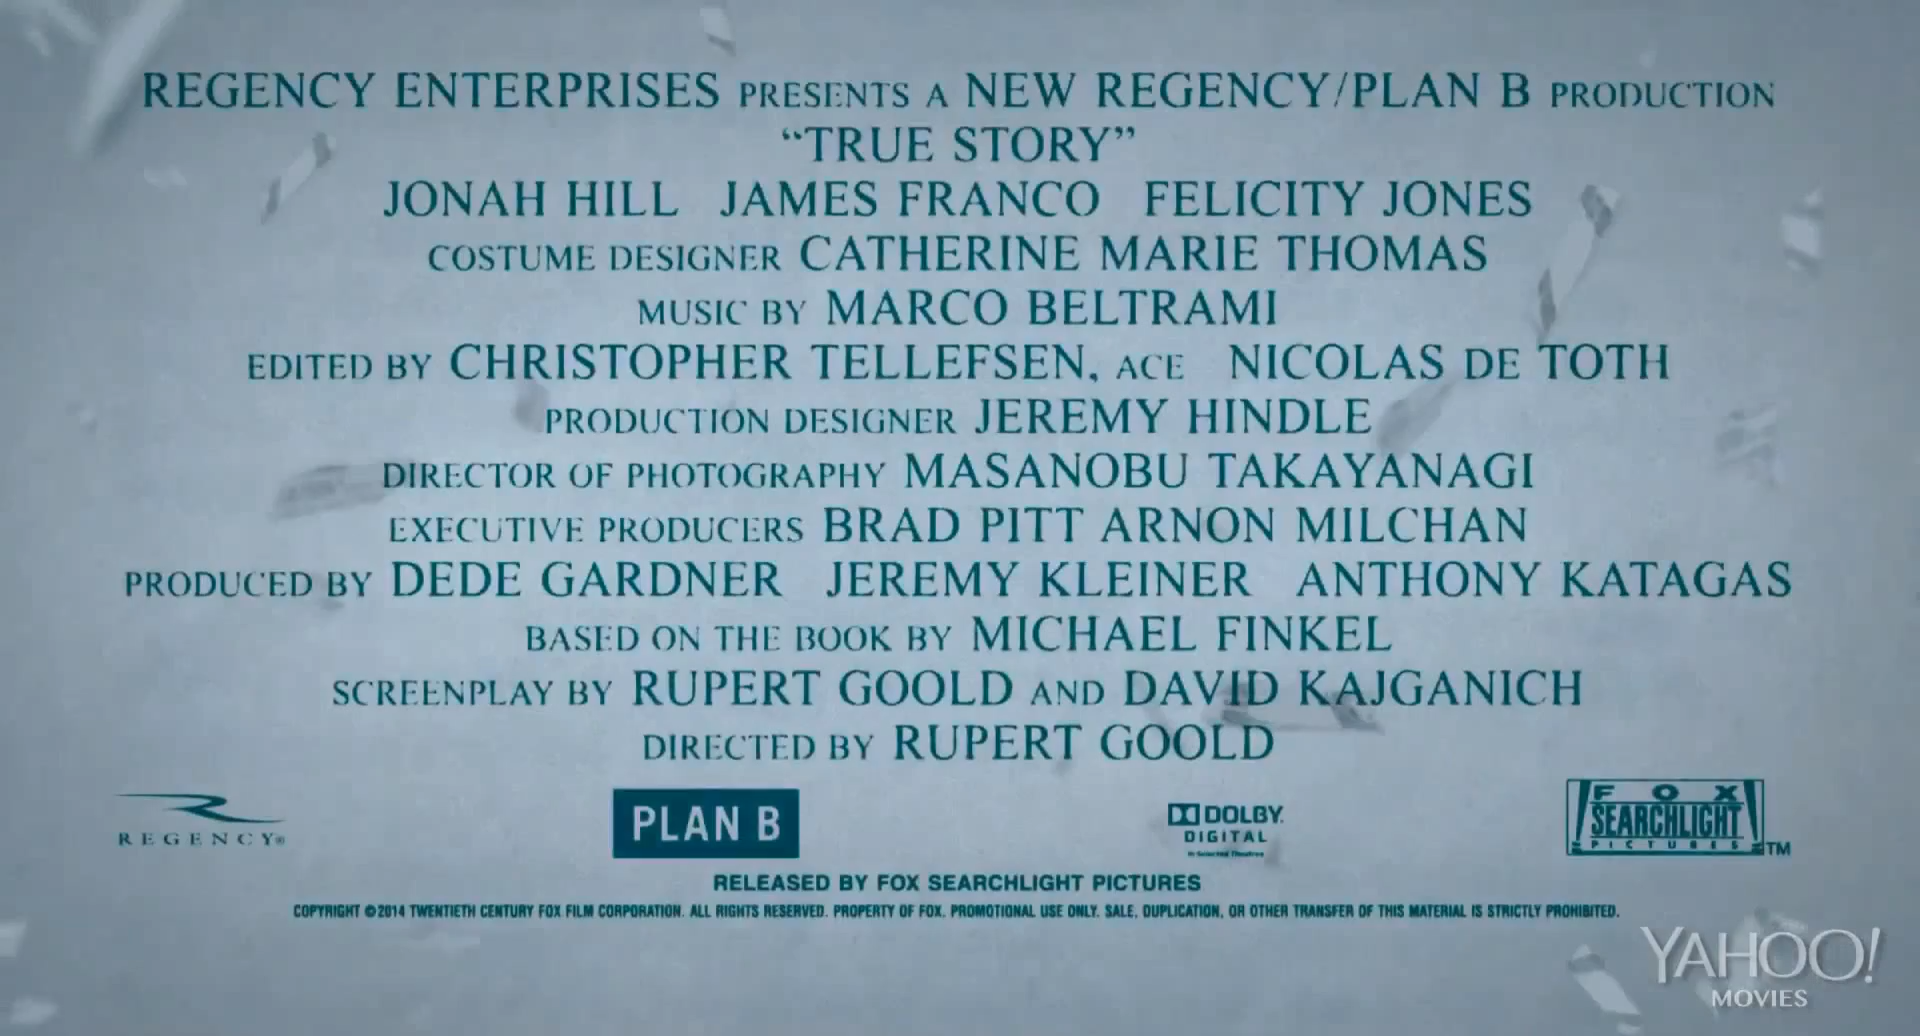 REGENCY ENTERPRISES PRESENTS A NEW REGENCY/PLAN B PRODUCTION
“TRUE STORY”
JONAH HILL JAMES FRANCO FELICITY JONES
COSTUME DESIGNER CATHERINE MARIE THOMAS
MUSIC BY MARCO BELTRAMI
EDITED BY CHRISTOPHER TELLEFSEN, ACE NICOLAS DE TOTH
PRODUCTION DESIGNER JEREMY HINDLE
DIRECTOR OF PHOTOGRAPHY MASANOBU TAKAYANAGI
EXECUTIVE PRODUCERS BRAD PITT ARNON MILCHAN
PRODUCED BY DEDE GARDNER JEREMY KLEINER ANTHONY KATAGAS
BASED ON THE BOOK BY MICHAEL FINKEL
SCREENPLAY BY RUPERT GOOLD AND DAVID KAJGANICH
DIRECTED BY RUPERT GOOLD
REGENCY®
PLAN B
DOLBY
DIGITAL
In Selected Theatres
FOX
SEARCHLIGHT
PICTURES TM
RELEASED BY FOX SEARCHLIGHT PICTURES
COPYRIGHT ©2014 TWENTIETH CENTURY FOX FILM CORPORATION. ALL RIGHTS RESERVED. PROPERTY OF FOX. PROMOTIONAL USE ONLY. SALE, DUPLICATION, OR OTHER TRANSFER OF THIS MATERIAL IS STRICTLY PROHIBITED.
YAHOO!
MOVIES